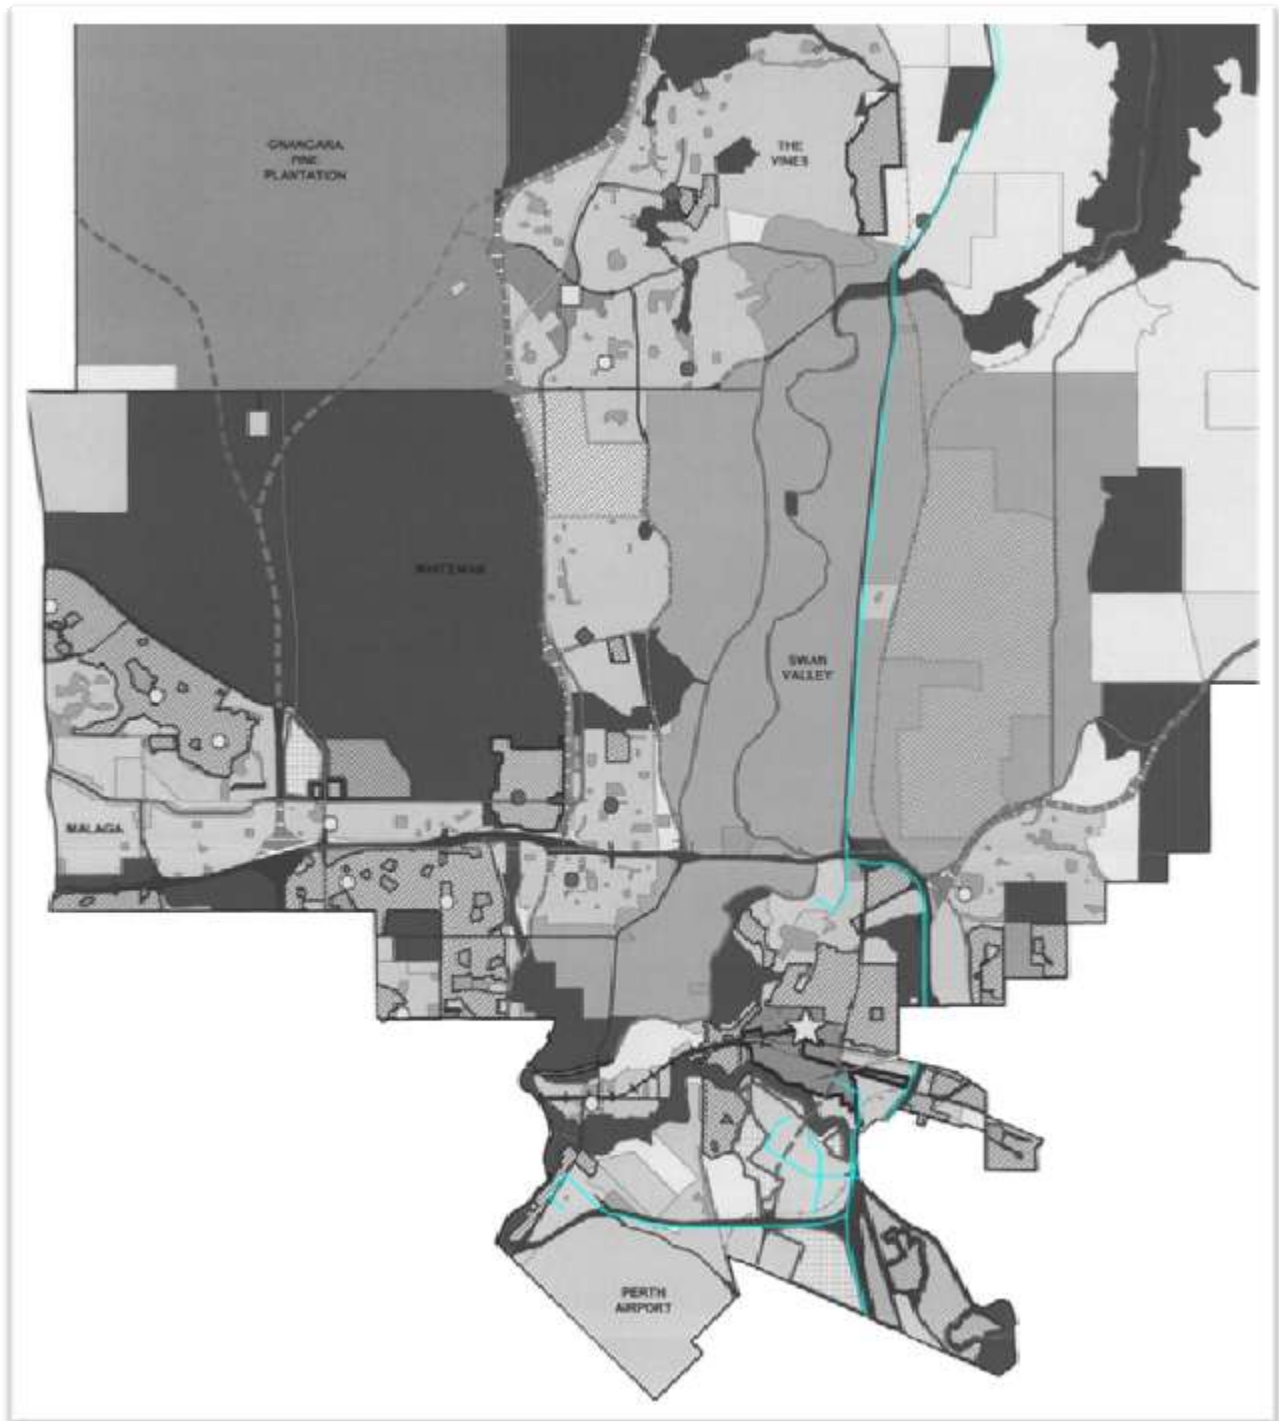 GNANGARA
PINE
PLANTATION
THE
VINES
WHITEMAN
SWAN
VALLEY
MALAGA
PERTH
AIRPORT